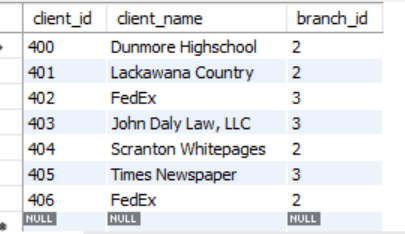 client_id client_name branch_id
400 Dunmore Highschool 2
401 Lackawana Country 2
402 FedEx 3
403 John Daly Law, LLC 3
404 Scranton Whitepages 2
405 Times Newspaper 3
406 FedEx 2
NULL NULL NULL